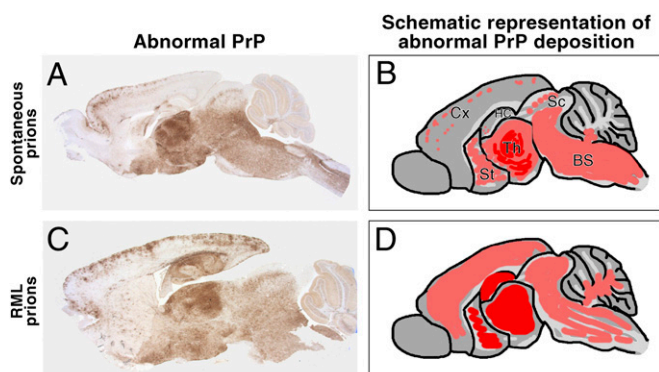 Abnormal PrP
Schematic representation of
abnormal PrP deposition
Spontaneous
prions
A
B
Cx
HC
Sc
Th
St
BS
RML
prions
C
D